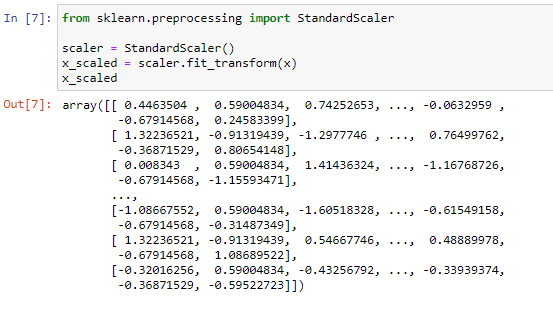 In [7]: from sklearn.preprocessing import StandardScaler
scaler = StandardScaler()
x_scaled = scaler.fit_transform(x)
x_scaled
Out[7]: array([[ 0.4463504 ,  0.59004834,  0.74252653, ..., -0.0632959 ,
-0.67914568,  0.24583399],
[ 1.32236521, -0.91319439, -1.2977746 , ...,  0.76499762,
-0.36871529,  0.80654148],
[ 0.008343  ,  0.59004834,  1.41436324, ..., -1.16768726,
-0.67914568, -1.15593471],
...,
[-1.08667552,  0.59004834, -1.60518328, ..., -0.61549158,
-0.67914568, -0.31487349],
[ 1.32236521, -0.91319439,  0.54667746, ...,  0.48889978,
-0.67914568,  1.08689522],
[-0.32016256,  0.59004834, -0.43256792, ..., -0.33939374,
-0.36871529, -0.59522723]])